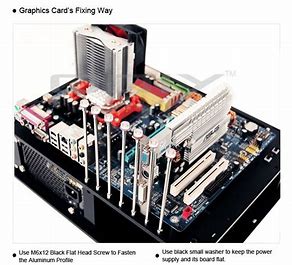 ● Graphics Card's Fixing Way
● Use M6x12 Black Flat Head Screw to Fasten
the Aluminum Profile
● Use black small washer to keep the power
supply and its board flat.